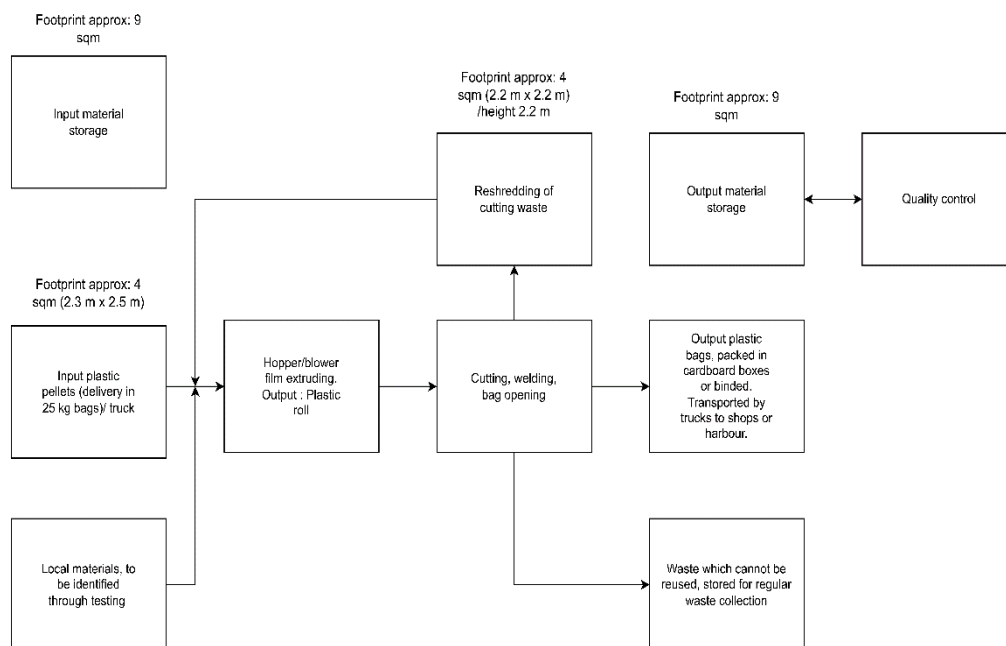 Footprint approx: 9
sqm
Input material
storage
Footprint approx: 4
sqm (2.2 m x 2.2 m)
/height 2.2 m
Reshredding of
cutting waste
Footprint approx: 9
sqm
Output material
storage
Quality control
Footprint approx: 4
sqm (2.3 m x 2.5 m)
Input plastic
pellets (delivery in
25 kg bags)/ truck
Hopper/blower
film extruding.
Output : Plastic
roll
Cutting, welding,
bag opening
Output plastic
bags, packed in
cardboard boxes
or binded.
Transported by
trucks to shops or
harbour.
Local materials, to
be identified
through testing
Waste which cannot be
reused, stored for regular
waste collection